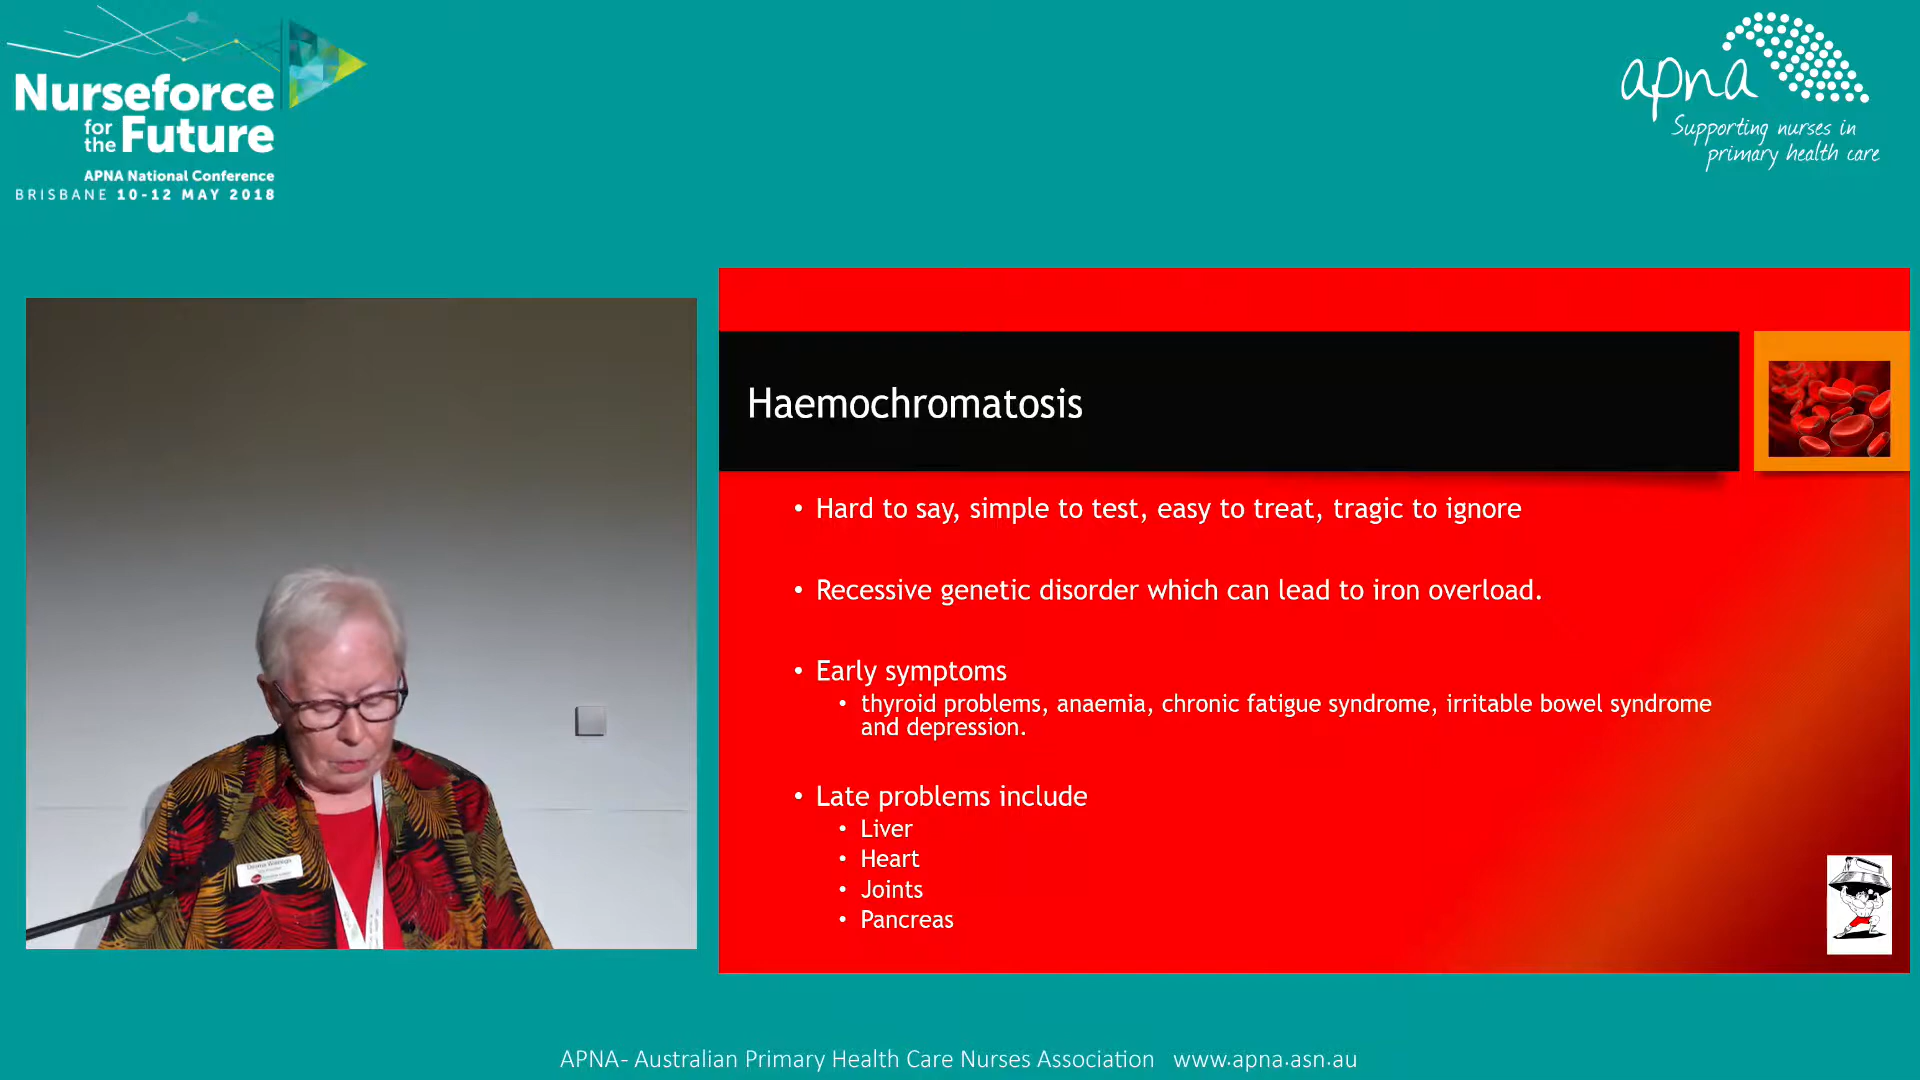 Nurseforce
for the Future
APNA National Conference
BRISBANE 10-12 MAY 2018
apna
Supporting nurses in
primary health care
Haemochromatosis
• Hard to say, simple to test, easy to treat, tragic to ignore
• Recessive genetic disorder which can lead to iron overload.
• Early symptoms
• thyroid problems, anaemia, chronic fatigue syndrome, irritable bowel syndrome
and depression.
• Late problems include
• Liver
• Heart
• Joints
• Pancreas
APNA- Australian Primary Health Care Nurses Association www.apna.asn.au